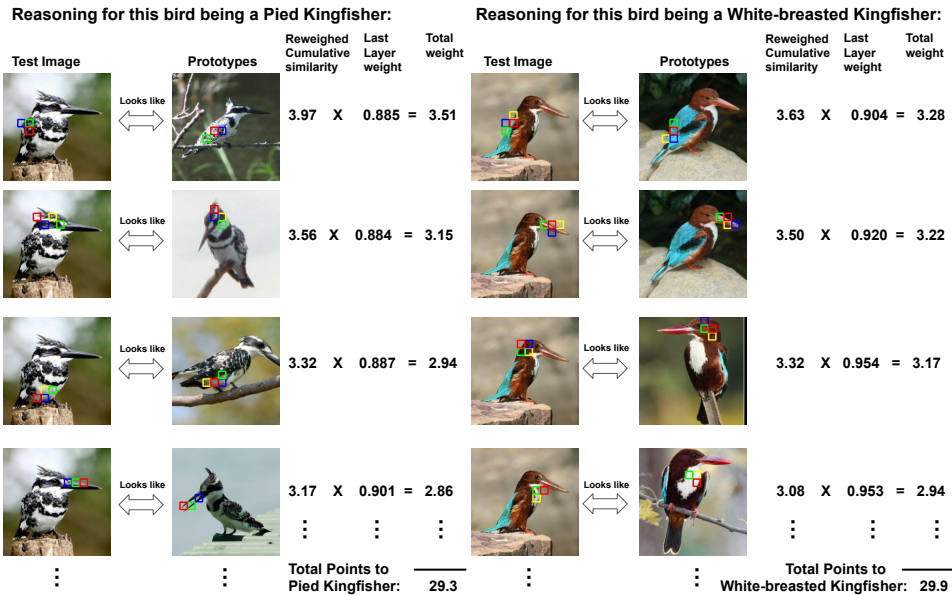 Reasoning for this bird being a Pied Kingfisher:
Test Image
Prototypes
Reweighed
Cumulative
similarity
Last
Layer
weight
Total
weight
Looks like
3.97 X 0.885 = 3.51
Looks like
3.56 X 0.884 = 3.15
Looks like
3.32 X 0.887 = 2.94
Looks like
3.17 X 0.901 = 2.86
Total Points to
Pied Kingfisher: 29.3
Reasoning for this bird being a White-breasted Kingfisher:
Test Image
Prototypes
Reweighed
Cumulative
similarity
Last
Layer
weight
Total
weight
Looks like
3.63 X 0.904 = 3.28
Looks like
3.50 X 0.920 = 3.22
Looks like
3.32 X 0.954 = 3.17
Looks like
3.08 X 0.953 = 2.94
Total Points to
White-breasted Kingfisher: 29.9